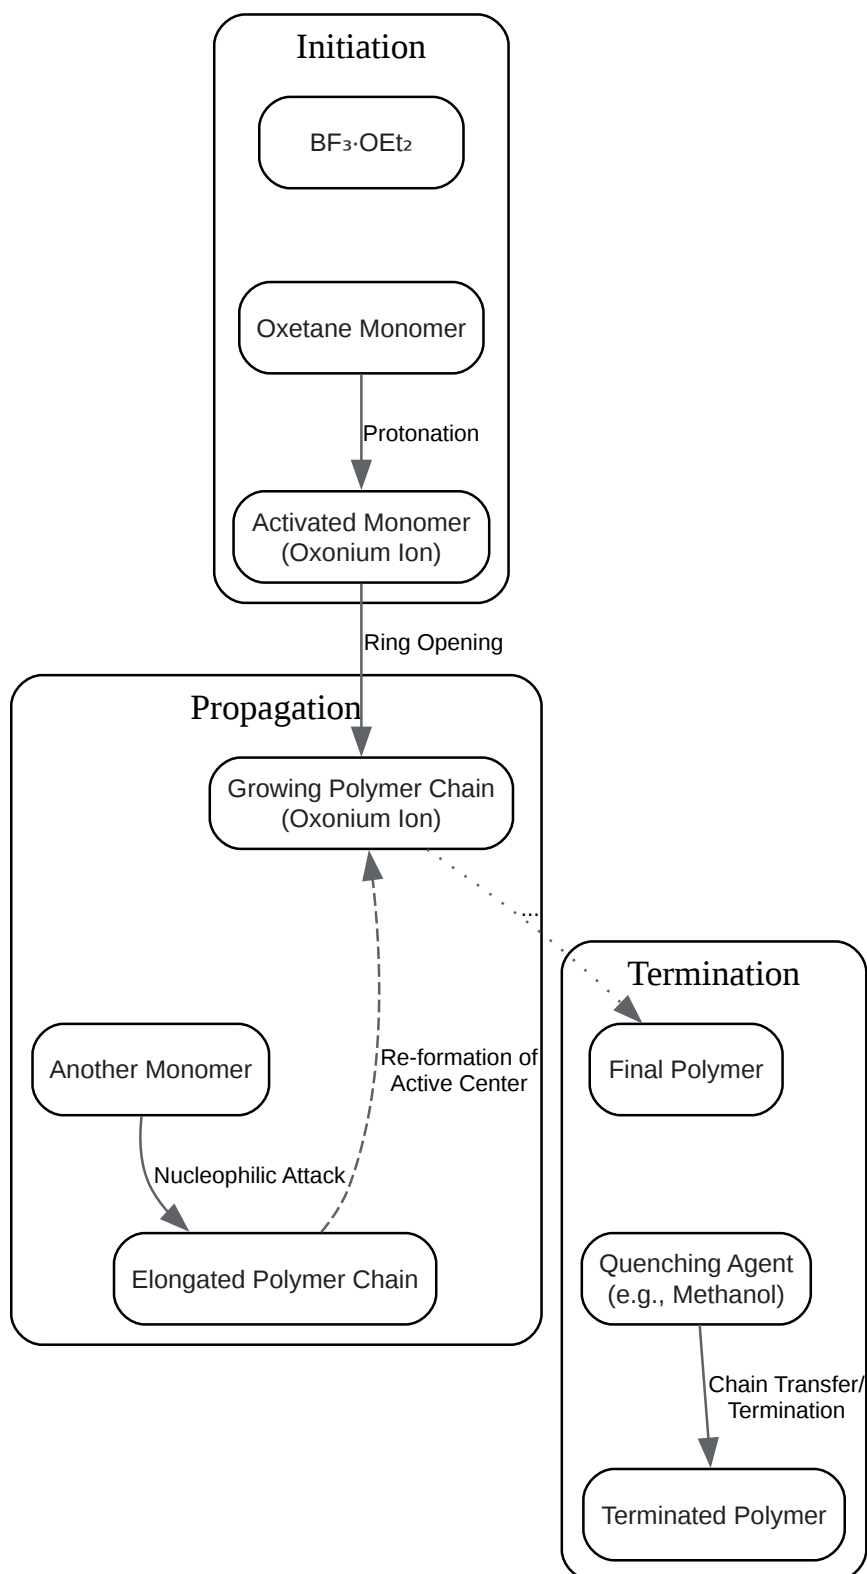 Initiation
BF₃·OEt₂
Oxetane Monomer
Protonation
Activated Monomer
(Oxonium Ion)
Ring Opening
Propagation
Growing Polymer Chain
(Oxonium Ion)
...
Termination
Another Monomer
Re-formation of
Active Center
Final Polymer
Nucleophilic Attack
Elongated Polymer Chain
Quenching Agent
(e.g., Methanol)
Chain Transfer/
Termination
Terminated Polymer